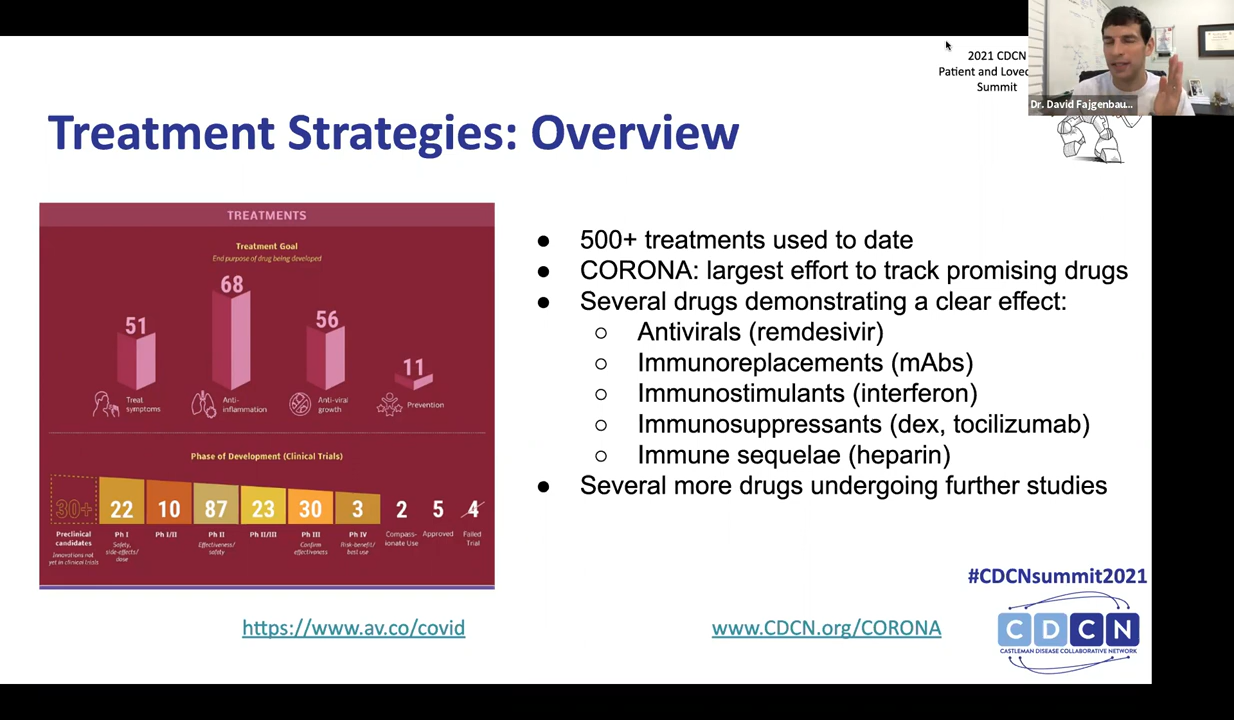 2021 CDCN
Patient and Loved
Summit
Dr. David Fajgenbau...
Treatment Strategies: Overview
TREATMENTS
Treatment Goal
End purpose of drug being developed
51
68
56
11
Treat
symptoms
Anti-
inflammation
Anti-viral
growth
Prevention
Phase of Development (Clinical Trials)
30+
22
10
87
23
30
3
2
5
4
Preclinical
candidates
Innovations not
yet in clinical trials
Ph I
Safety,
side-effects/
dose
Ph I/II
Ph II
Effectiveness/
safety
Ph II/III
Ph III
Confirm
effectiveness
Ph IV
Risk-benefit/
best use
Compass-
ionate Use
Approved
Failed
Trial
● 500+ treatments used to date
● CORONA: largest effort to track promising drugs
● Several drugs demonstrating a clear effect:
○ Antivirals (remdesivir)
○ Immunoreplacements (mAbs)
○ Immunostimulants (interferon)
○ Immunosuppressants (dex, tocilizumab)
○ Immune sequelae (heparin)
● Several more drugs undergoing further studies
https://www.av.co/covid
www.CDCN.org/CORONA
#CDCNsummit2021
CDCN
CASTLEMAN DISEASE COLLABORATIVE NETWORK